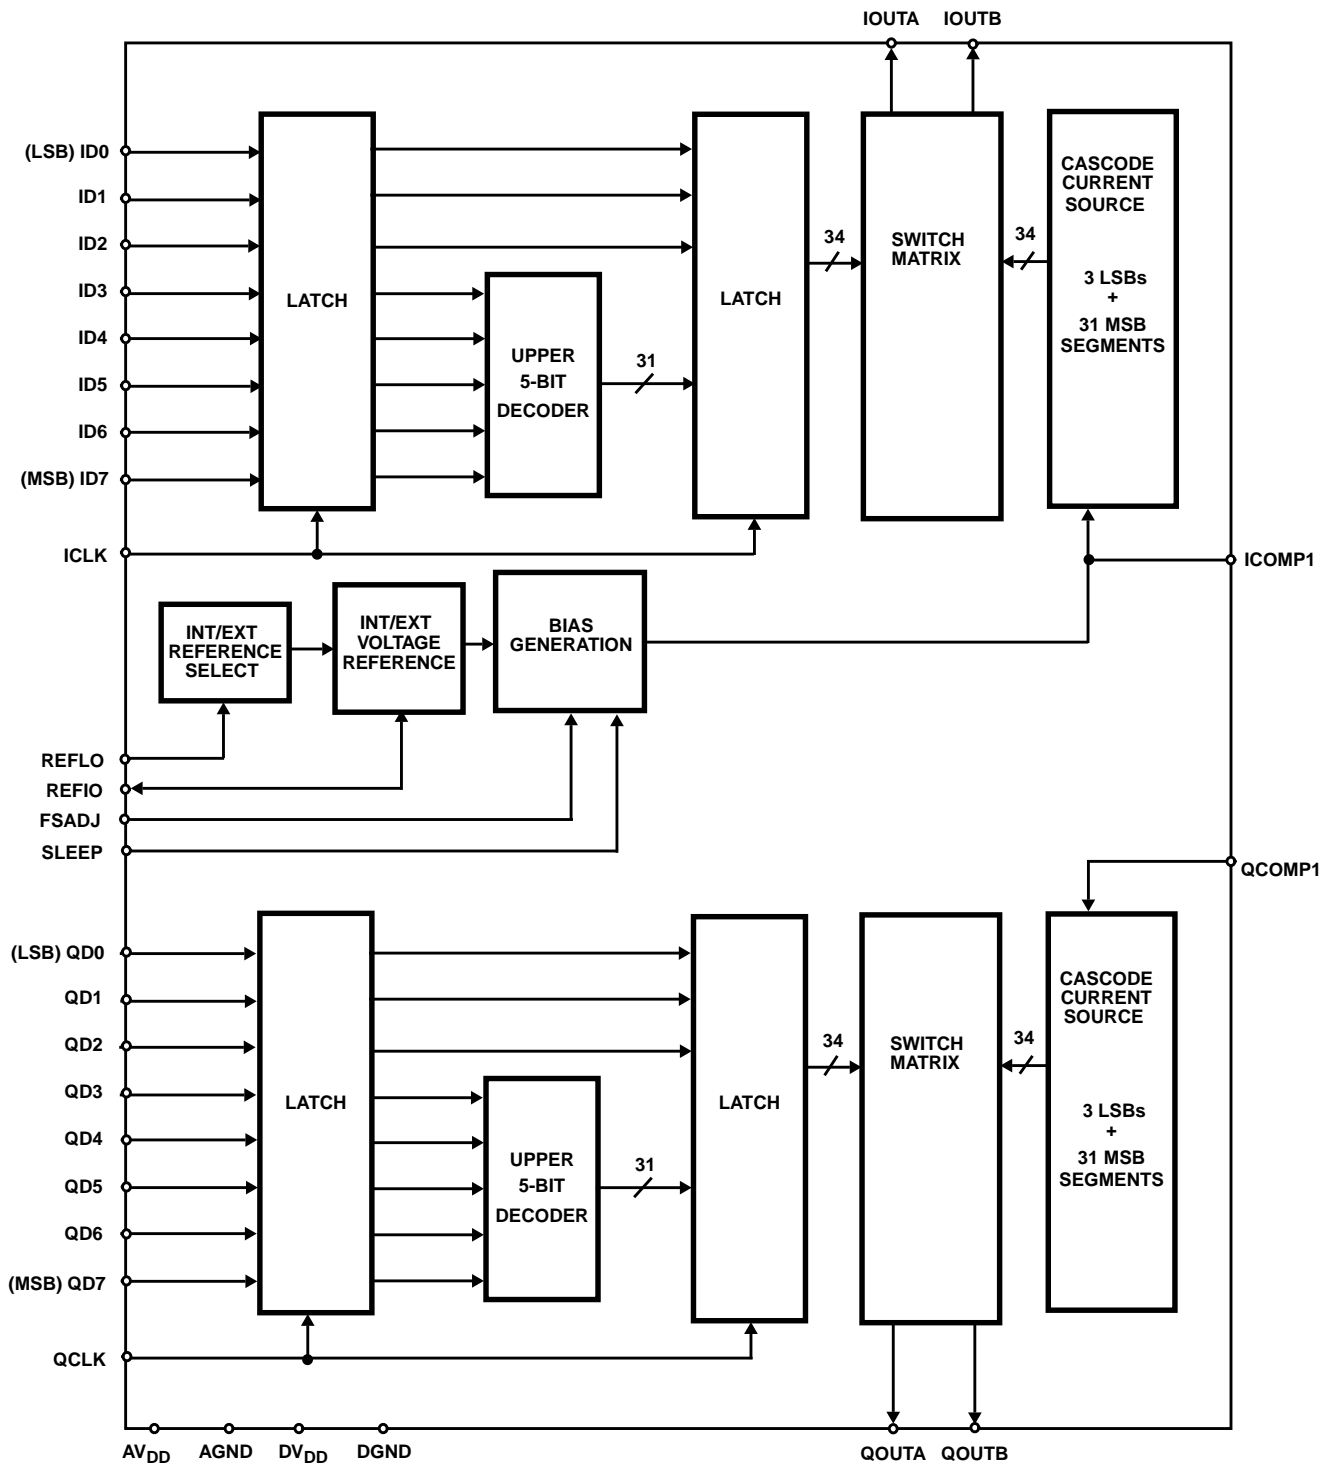 IOUTA IOUTB
(LSB) ID0
ID1
ID2
ID3
ID4
ID5
ID6
(MSB) ID7
ICLK
LATCH
UPPER
5-BIT
DECODER
31
LATCH
34
SWITCH
MATRIX
34
CASCODE
CURRENT
SOURCE
3 LSBs
+
31 MSB
SEGMENTS
ICOMP1
INT/EXT
REFERENCE
SELECT
INT/EXT
VOLTAGE
REFERENCE
BIAS
GENERATION
REFLO
REFIO
FSADJ
SLEEP
QCOMP1
(LSB) QD0
QD1
QD2
QD3
QD4
QD5
QD6
(MSB) QD7
QCLK
LATCH
UPPER
5-BIT
DECODER
31
LATCH
34
SWITCH
MATRIX
34
CASCODE
CURRENT
SOURCE
3 LSBs
+
31 MSB
SEGMENTS
AVDD AGND DVDD DGND QOUTA QOUTB